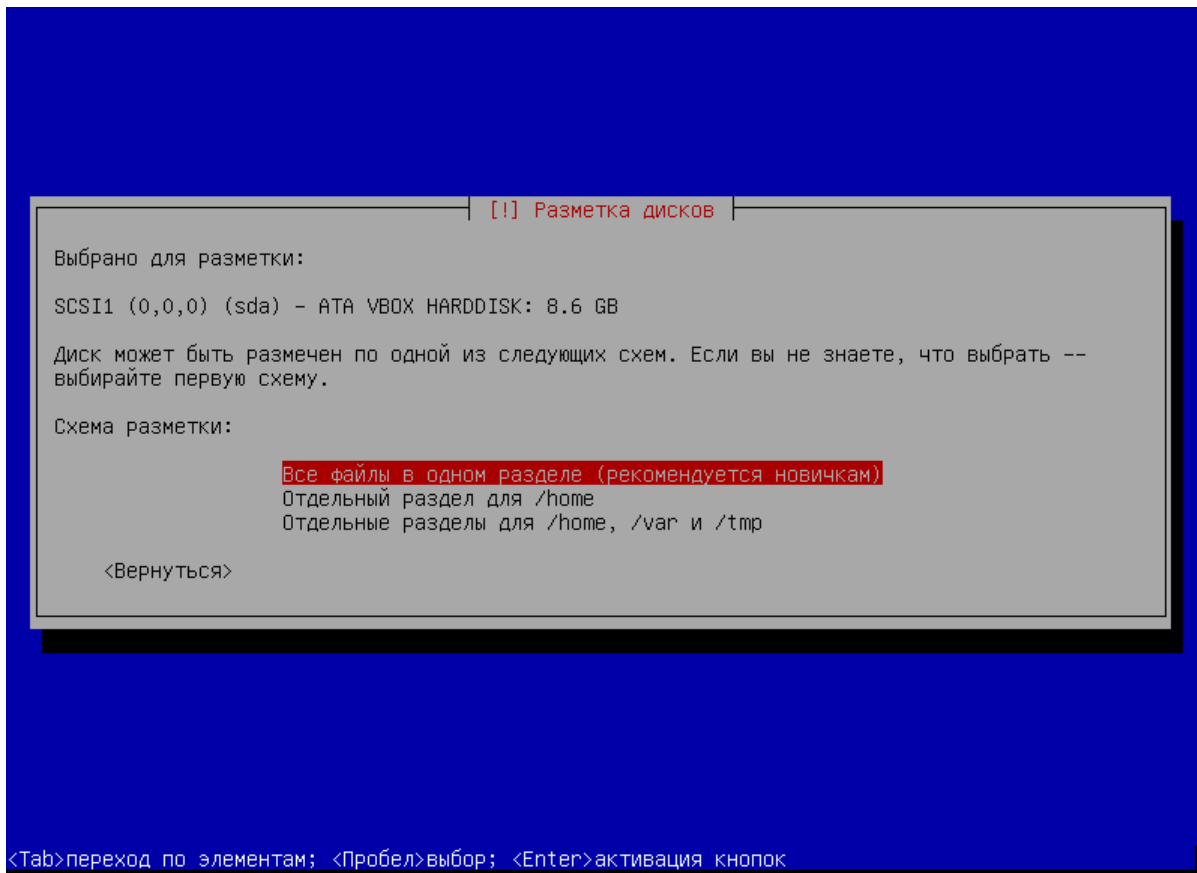 [!] Разметка дисков
Выбрано для разметки:
SCSI1 (0,0,0) (sda) - ATA VBOX HARDDISK: 8.6 GB
Диск может быть размечен по одной из следующих схем. Если вы не знаете, что выбрать --
выбирайте первую схему.
Схема разметки:
Все файлы в одном разделе (рекомендуется новичкам)
Отдельный раздел для /home
Отдельные разделы для /home, /var и /tmp
<Вернуться>
<Tab>переход по элементам; <Пробел>выбор; <Enter>активация кнопок